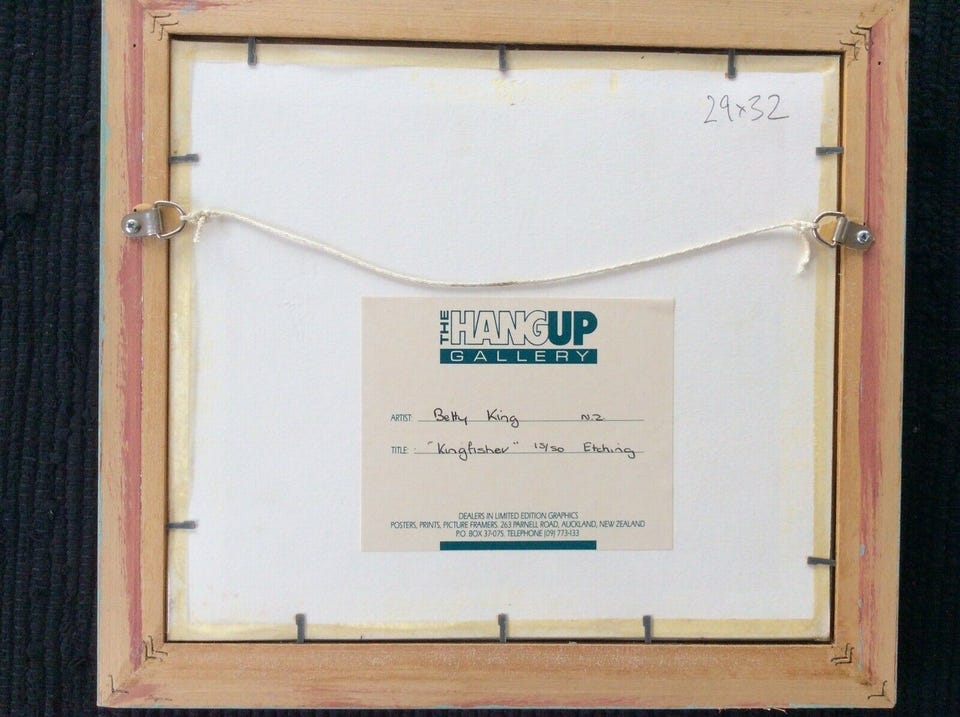 29x32
THE HANGUP
GALLERY
ARTIST: Betty King N.Z
TITLE: "Kingfisher" 13/50 Etching
DEALERS IN LIMITED EDITION GRAPHICS
POSTERS, PRINTS, PICTURE FRAMERS. 263 PARNELL ROAD, AUCKLAND, NEW ZEALAND
P.O. BOX 37-075. TELEPHONE (09) 773-133